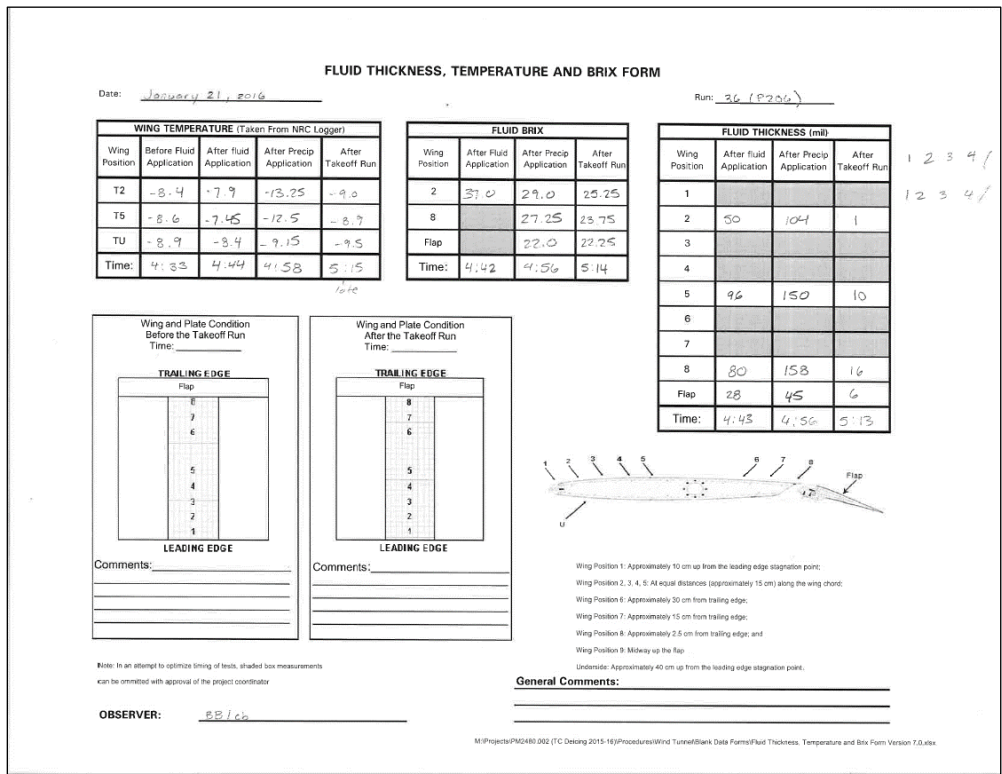 FLUID THICKNESS, TEMPERATURE AND BRIX FORM
Date: January 21, 2016
Run: 36 (P206)
WING TEMPERATURE (Taken From NRC Logger)
Wing Position Before Fluid Application After fluid Application After Precip Application After Takeoff Run
T2 -8.4 -7.9 -13.25 -9.0
T5 -8.6 -7.45 -12.5 -8.9
TU -8.9 -8.4 -9.15 -9.5
Time: 4:33 4:44 4:58 5:15
late
FLUID BRIX
Wing Position After Fluid Application After Precip Application After Takeoff Run
2 37.0 29.0 25.25
8 27.25 23.75
Flap 22.0 22.25
Time: 4:42 4:56 5:14
FLUID THICKNESS (mil)
Wing Position After fluid Application After Precip Application After Takeoff Run
1
2 50 104 1
3
4
5 96 150 10
6
7
8 80 158 16
Flap 28 45 6
Time: 4:43 4:56 5:13
1 2 3 4 /
1 2 3 4 /
Wing and Plate Condition
Before the Takeoff Run
Time:
TRAILING EDGE
Flap
8
7
6
5
4
3
2
1
LEADING EDGE
Comments:
Wing and Plate Condition
After the Takeoff Run
Time:
TRAILING EDGE
Flap
8
7
6
5
4
3
2
1
LEADING EDGE
Comments:
1 2 3 4 5 6 7 8
Flap
U
Wing Position 1: Approximately 10 cm up from the leading edge stagnation point;
Wing Position 2, 3, 4, 5: At equal distances (approximately 15 cm) along the wing chord;
Wing Position 6: Approximately 30 cm from trailing edge;
Wing Position 7: Approximately 15 cm from trailing edge;
Wing Position 8: Approximately 2.5 cm from trailing edge; and
Wing Position 9: Midway up the flap
Underside: Approximately 40 cm up from the leading edge stagnation point.
Note: In an attempt to optimize timing of tests, shaded box measurements
can be ommitted with approval of the project coordinator
General Comments:
OBSERVER: BB / cb
M:\Projects\PM2480.002 (TC Deicing 2015-16)\Procedures\Wind Tunnel\Blank Data Forms\Fluid Thickness, Temperature and Brix Form Version 7.0.xlsx